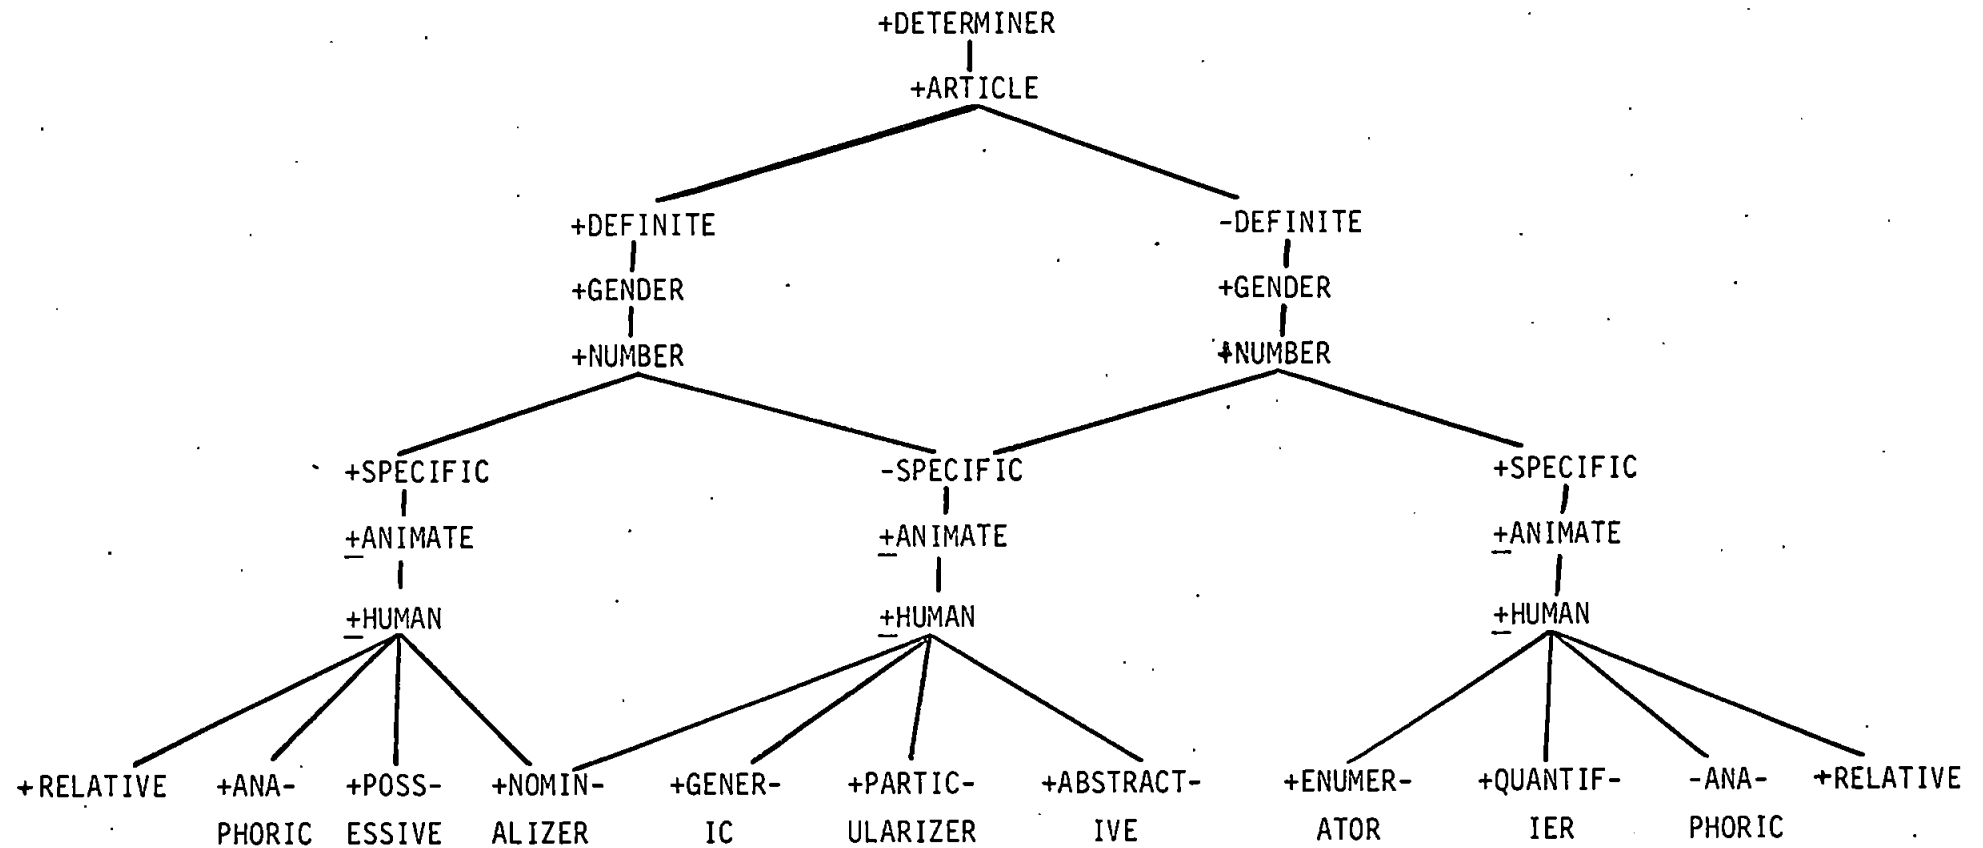 +DETERMINER
+ARTICLE
+DEFINITE -DEFINITE
+GENDER +GENDER
+NUMBER +NUMBER
+SPECIFIC -SPECIFIC +SPECIFIC
±ANIMATE ±ANIMATE ±ANIMATE
±HUMAN ±HUMAN ±HUMAN
+RELATIVE +ANA- +POSS- +NOMIN- +GENER- +PARTIC- +ABSTRACT- +ENUMER- +QUANTIF- -ANA- +RELATIVE
PHORIC ESSIVE ALIZER IC ULARIZER IVE ATOR IER PHORIC